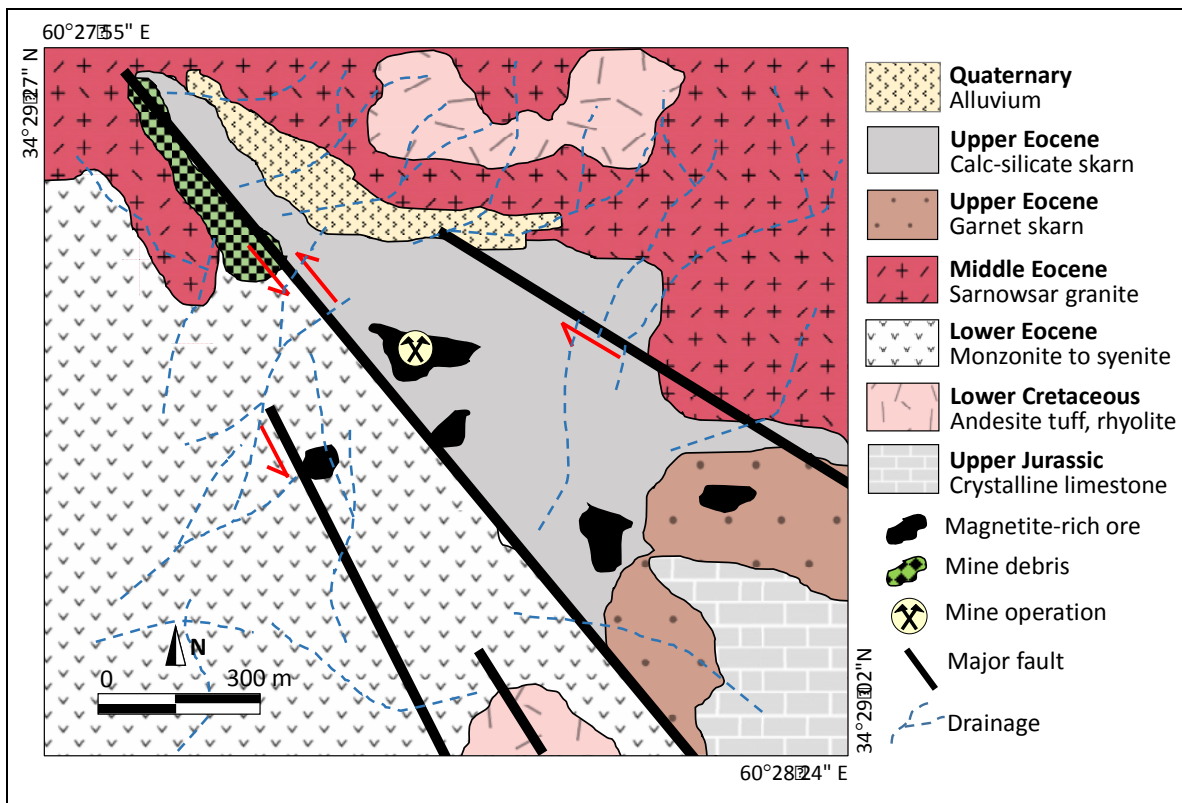 60°27⍰55" E
34°29⍰27" N
Quaternary
Alluvium
Upper Eocene
Calc-silicate skarn
Upper Eocene
Garnet skarn
Middle Eocene
Sarnowsar granite
Lower Eocene
Monzonite to syenite
Lower Cretaceous
Andesite tuff, rhyolite
Upper Jurassic
Crystalline limestone
Magnetite-rich ore
Mine debris
Mine operation
Major fault
Drainage
N
0 300 m
34°29⍰02"N
60°28⍰24" E